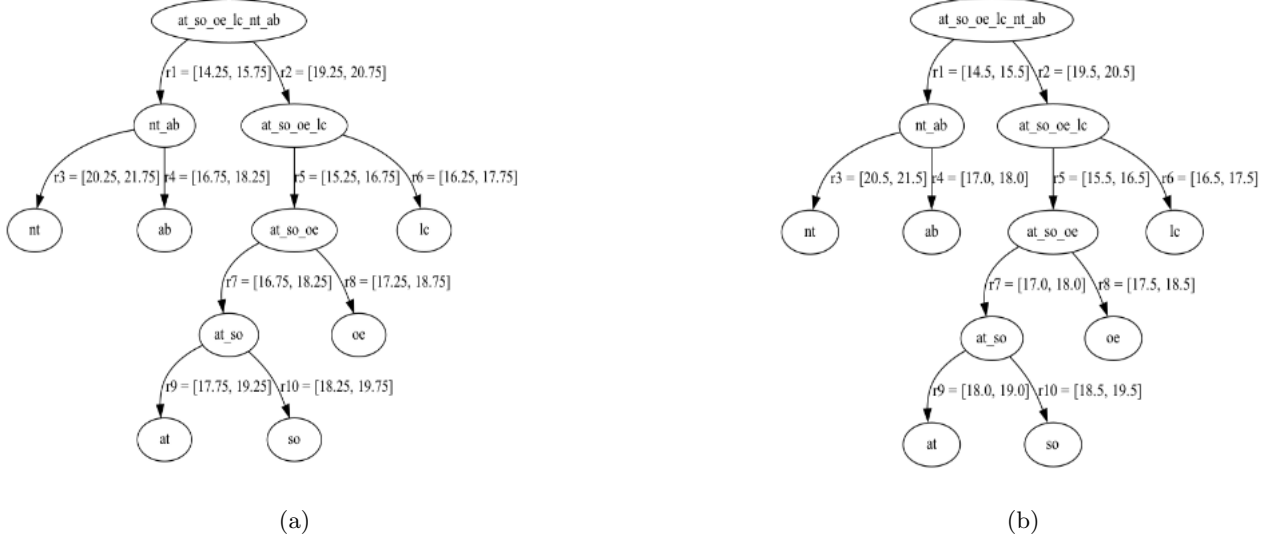 at_so_oe_lc_nt_ab
r1 = [14.25, 15.75] r2 = [19.25, 20.75]
nt_ab at_so_oe_lc
r3 = [20.25, 21.75] r4 = [16.75, 18.25] r5 = [15.25, 16.75] r6 = [16.25, 17.75]
nt ab at_so_oe lc
r7 = [16.75, 18.25] r8 = [17.25, 18.75]
at_so oe
r9 = [17.75, 19.25] r10 = [18.25, 19.75]
at so
(a)
at_so_oe_lc_nt_ab
r1 = [14.5, 15.5] r2 = [19.5, 20.5]
nt_ab at_so_oe_lc
r3 = [20.5, 21.5] r4 = [17.0, 18.0] r5 = [15.5, 16.5] r6 = [16.5, 17.5]
nt ab at_so_oe lc
r7 = [17.0, 18.0] r8 = [17.5, 18.5]
at_so oe
r9 = [18.0, 19.0] r10 = [18.5, 19.5]
at so
(b)